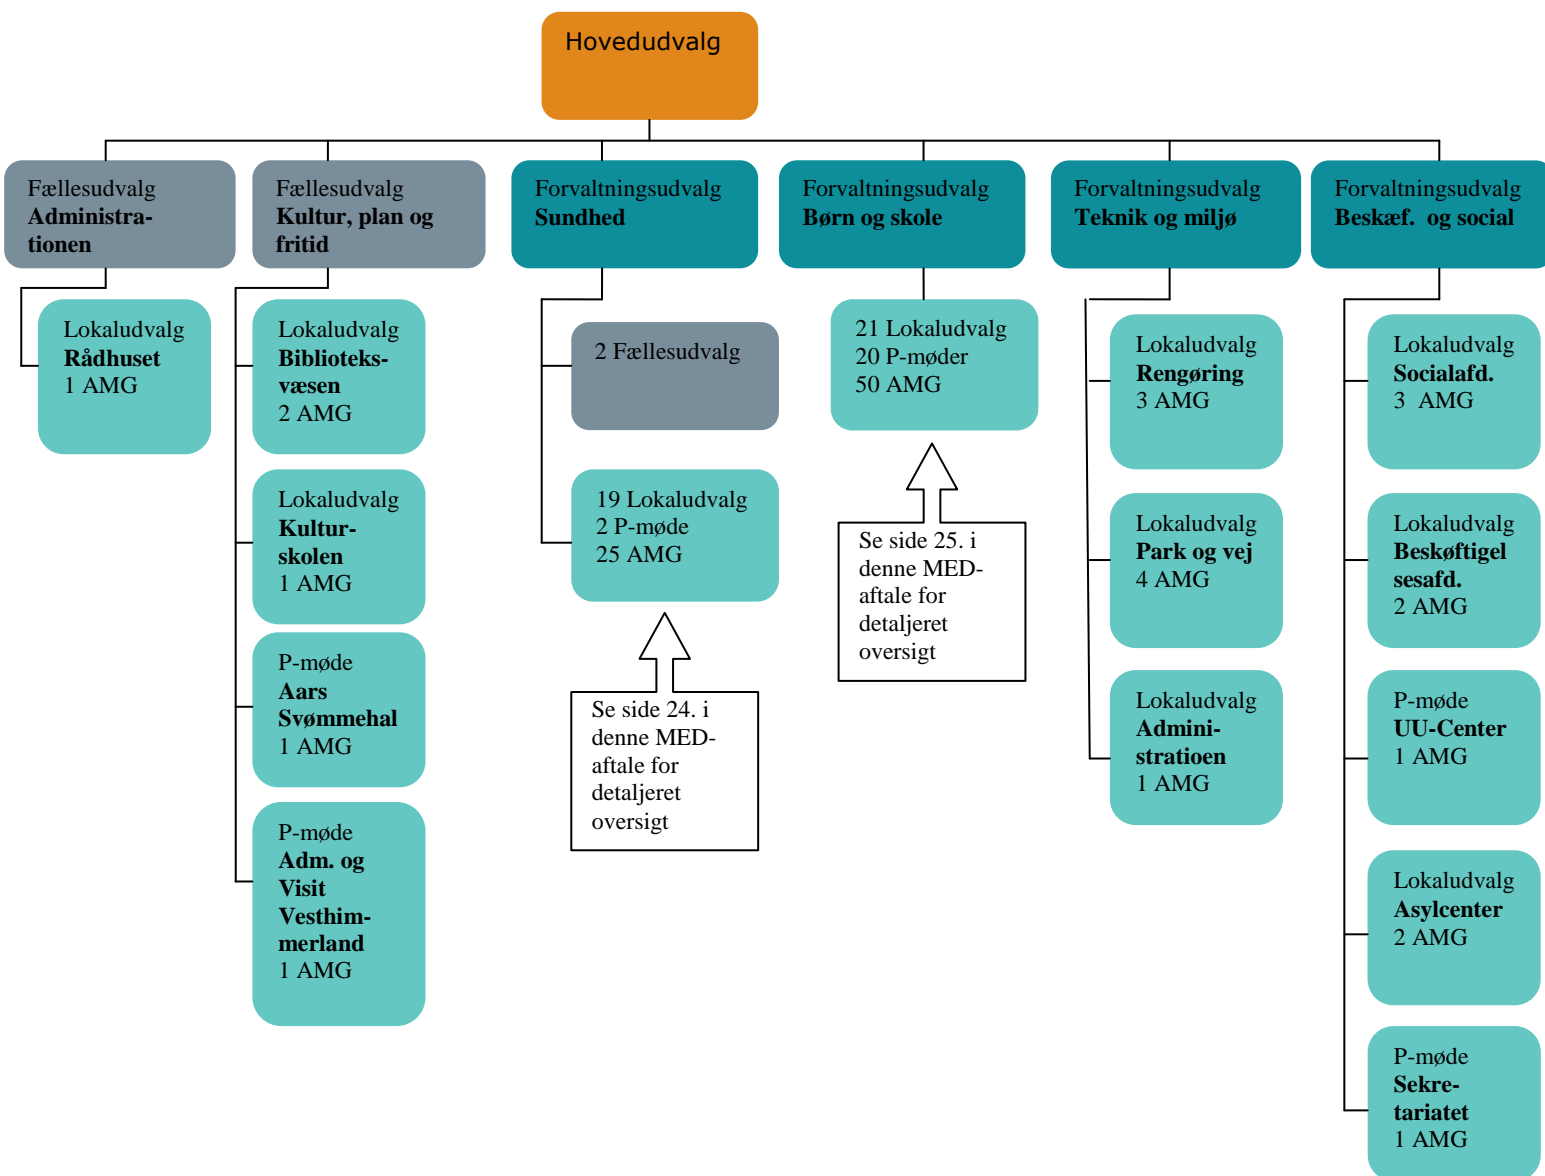 Hovedudvalg
Fællesudvalg
Administra-
tionen
Fællesudvalg
Kultur, plan og
fritid
Forvaltningsudvalg
Sundhed
Forvaltningsudvalg
Børn og skole
Forvaltningsudvalg
Teknik og miljø
Forvaltningsudvalg
Beskæf. og social
Lokaludvalg
Rådhuset
1 AMG
Lokaludvalg
Biblioteks-
væsen
2 AMG
Lokaludvalg
Kultur-
skolen
1 AMG
P-møde
Aars
Svømmehal
1 AMG
P-møde
Adm. og
Visit
Vesthim-
merland
1 AMG
2 Fællesudvalg
19 Lokaludvalg
2 P-møde
25 AMG
Se side 24. i
denne MED-
aftale for
detaljeret
oversigt
21 Lokaludvalg
20 P-møder
50 AMG
Se side 25. i
denne MED-
aftale for
detaljeret
oversigt
Lokaludvalg
Rengøring
3 AMG
Lokaludvalg
Park og vej
4 AMG
Lokaludvalg
Admini-
stratioen
1 AMG
Lokaludvalg
Socialafd.
3 AMG
Lokaludvalg
Beskøftigel
sesafd.
2 AMG
P-møde
UU-Center
1 AMG
Lokaludvalg
Asylcenter
2 AMG
P-møde
Sekre-
tariatet
1 AMG